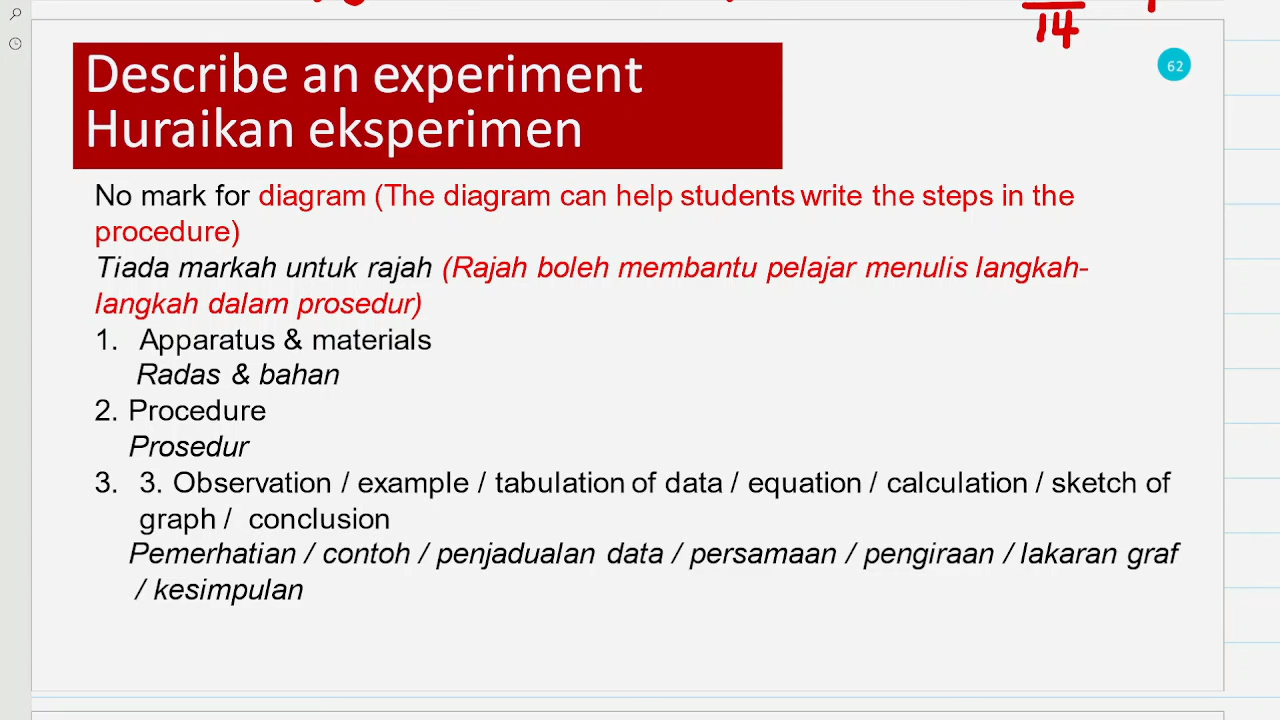 14
62
Describe an experiment
Huraikan eksperimen
No mark for diagram (The diagram can help students write the steps in the
procedure)
Tiada markah untuk rajah (Rajah boleh membantu pelajar menulis langkah-
langkah dalam prosedur)
1. Apparatus & materials
Radas & bahan
2. Procedure
Prosedur
3. 3. Observation / example / tabulation of data / equation / calculation / sketch of
graph / conclusion
Pemerhatian / contoh / penjadualan data / persamaan / pengiraan / lakaran graf
/ kesimpulan